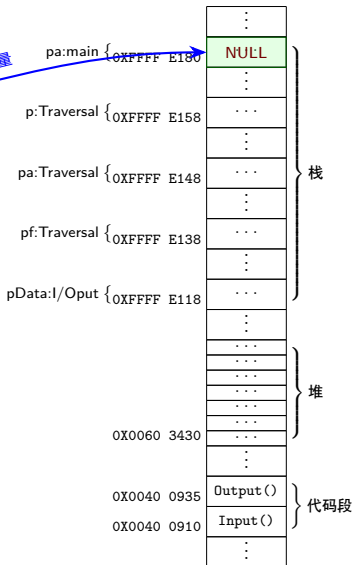 ⋮
量
pa:main { 0XFFFF E180 NULL
⋮
p:Traversal { 0XFFFF E158 ···
⋮
pa:Traversal { 0XFFFF E148 ···
栈
⋮
pf:Traversal { 0XFFFF E138 ···
⋮
pData:I/Oput { 0XFFFF E118 ···
⋮
···
···
···
···
堆
···
···
0X0060 3430 ···
⋮
0X0040 0935 Output()
代码段
0X0040 0910 Input()
⋮